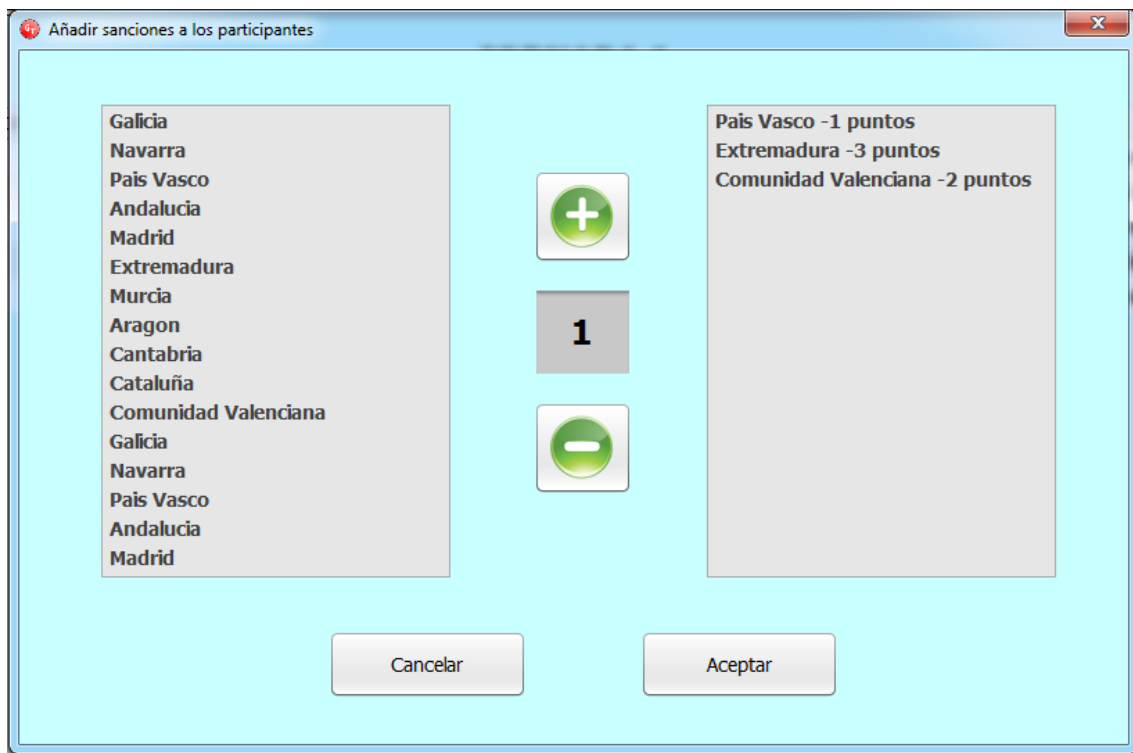 Añadir sanciones a los participantes
Galicia
Navarra
Pais Vasco
Andalucia
Madrid
Extremadura
Murcia
Aragon
Cantabria
Cataluña
Comunidad Valenciana
Galicia
Navarra
Pais Vasco
Andalucia
Madrid
1
Pais Vasco -1 puntos
Extremadura -3 puntos
Comunidad Valenciana -2 puntos
Cancelar
Aceptar